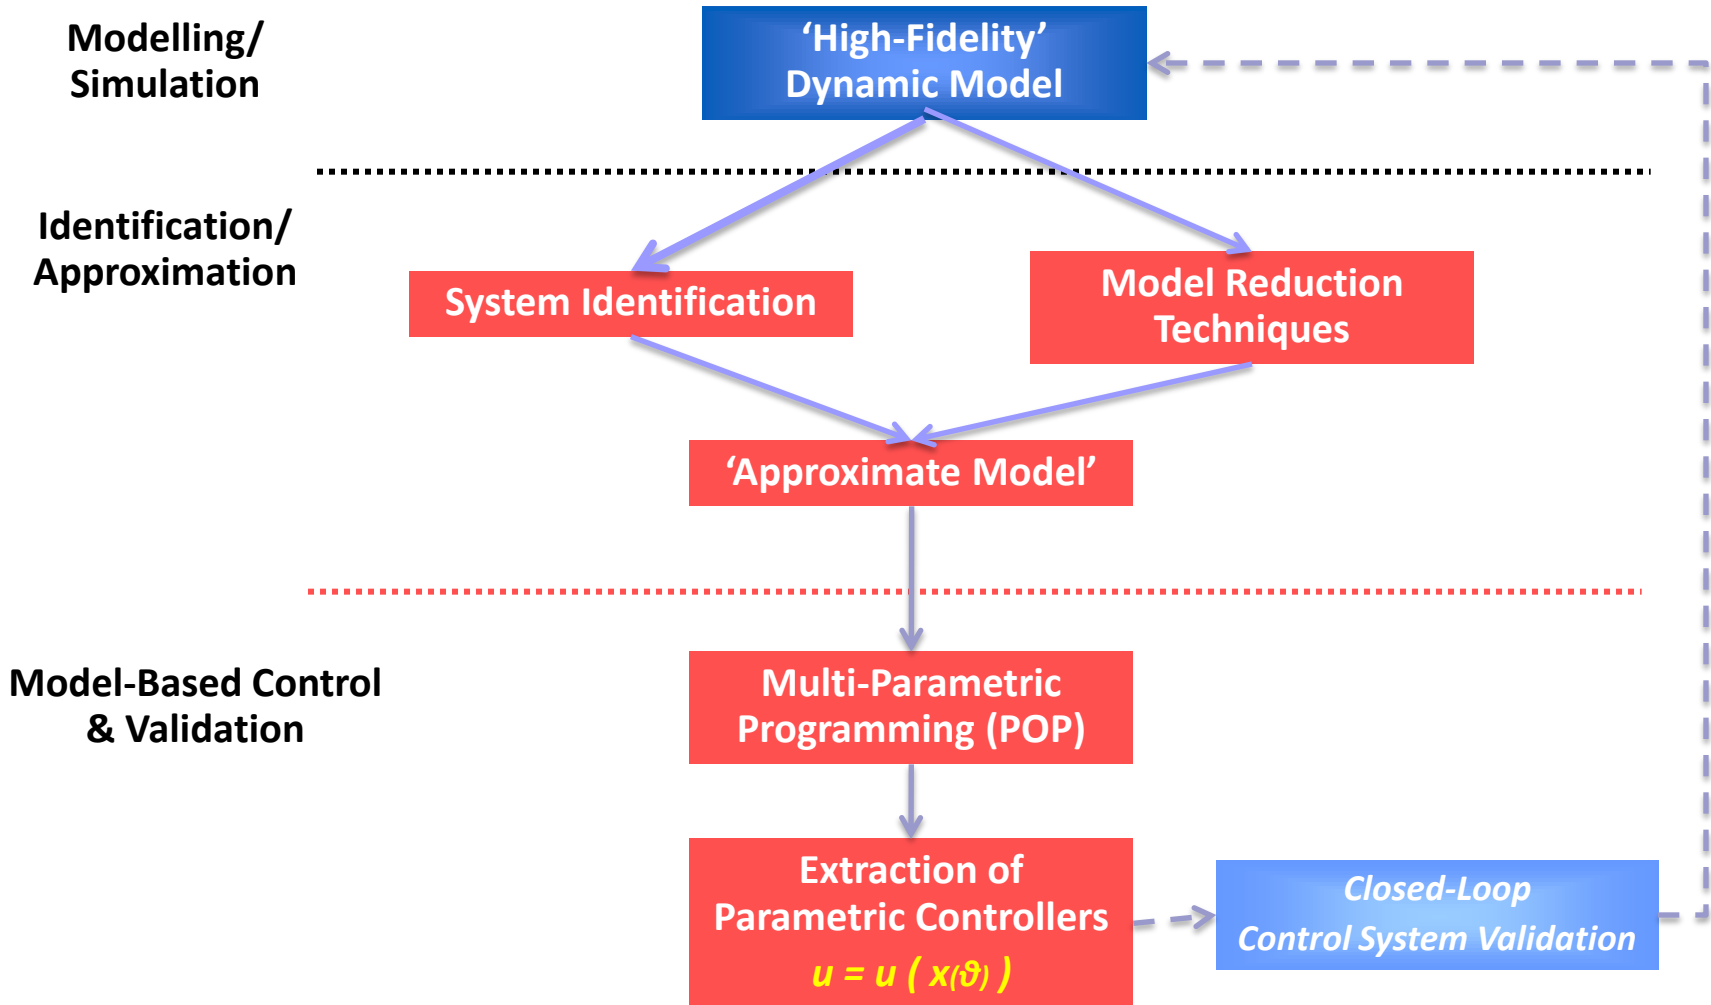 Modelling/
Simulation
‘High-Fidelity’
Dynamic Model
Identification/
Approximation
System Identification
Model Reduction
Techniques
‘Approximate Model’
Model-Based Control
& Validation
Multi-Parametric
Programming (POP)
Extraction of
Parametric Controllers
u = u ( x(ϑ) )
Closed-Loop
Control System Validation